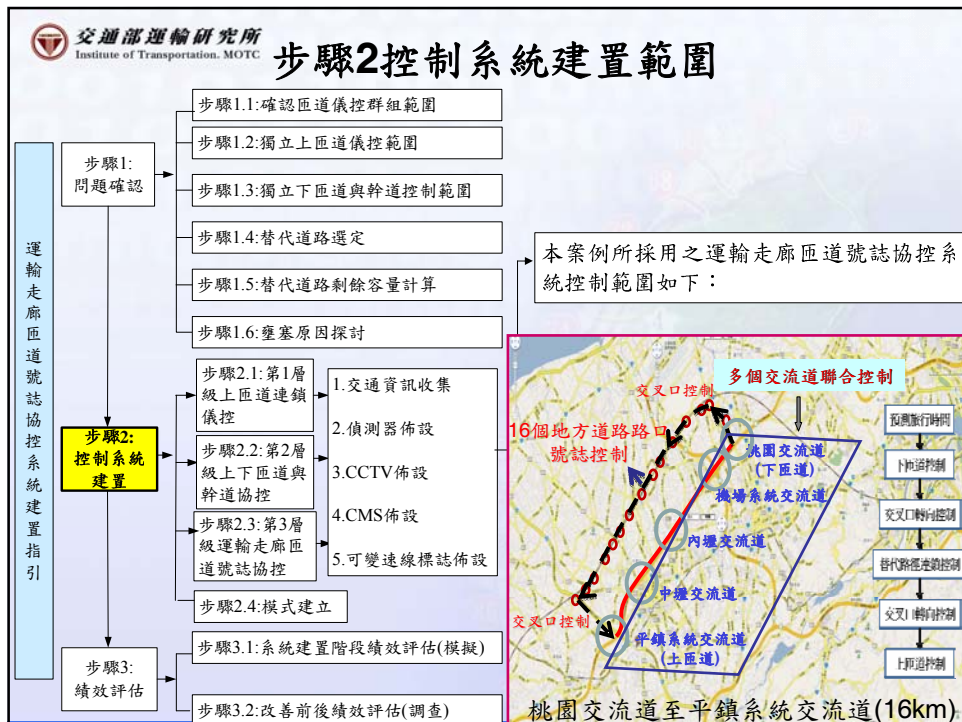 交通部運輸研究所
Institute of Transportation. MOTC
步驟2控制系統建置範圍
運輸走廊匝道號誌協控系統建置指引
步驟1:
問題確認
步驟1.1:確認匝道儀控群組範圍
步驟1.2:獨立上匝道儀控範圍
步驟1.3:獨立下匝道與幹道控制範圍
步驟1.4:替代道路選定
步驟1.5:替代道路剩餘容量計算
步驟1.6:壅塞原因探討
步驟2:
控制系統
建置
步驟2.1:第1層
級上匝道連鎖
儀控
步驟2.2:第2層
級上下匝道與
幹道協控
步驟2.3:第3層
級運輸走廊匝
道號誌協控
步驟2.4:模式建立
1.交通資訊收集
2.偵測器佈設
3.CCTV佈設
4.CMS佈設
5.可變速線標誌佈設
步驟3:
績效評估
步驟3.1:系統建置階段績效評估(模擬)
步驟3.2:改善前後績效評估(調查)
本案例所採用之運輸走廊匝道號誌協控系
統控制範圍如下：
多個交流道聯合控制
交叉口控制
16個地方道路路口
號誌控制
桃園交流道
(下匝道)
機場系統交流道
內壢交流道
中壢交流道
交叉口控制
平鎮系統交流道
(上匝道)
預測旅行時間
下匝道控制
交叉口轉向控制
替代路徑連鎖控制
交叉口轉向控制
上匝道控制
桃園交流道至平鎮系統交流道(16km)